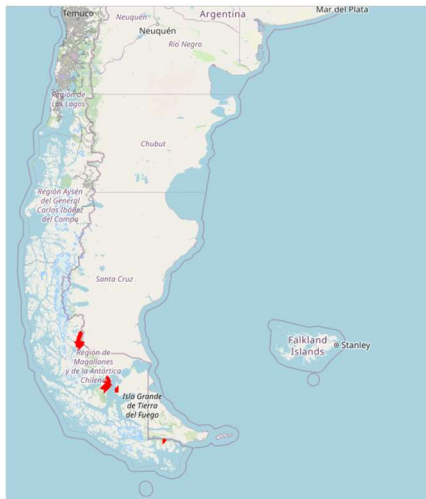 Temuco
Neuquén
Argentina
Mar del Plata
Neuquén
Río Negro
Región de
Los Lagos
Chubut
Región Aysén
del General
Carlos Ibáñez
del Campo
Santa Cruz
Falkland
Islands
Stanley
Región de
Magallanes
y de la Antártica
Chilena
Isla Grande
de Tierra
del Fuego